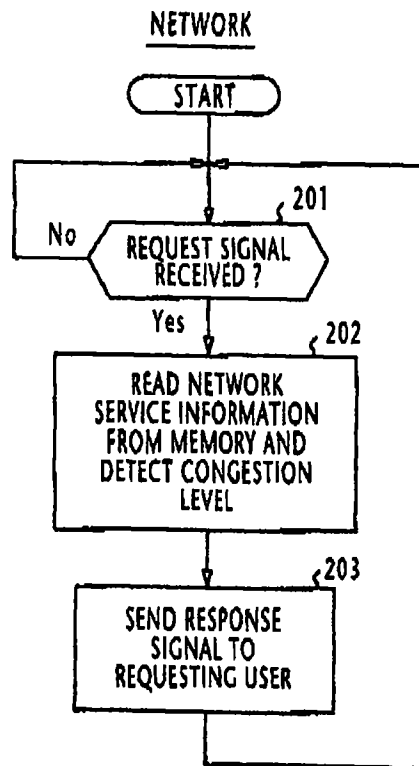 NETWORK
START
201
No
REQUEST SIGNAL
RECEIVED ?
Yes
202
READ NETWORK
SERVICE INFORMATION
FROM MEMORY AND
DETECT CONGESTION
LEVEL
203
SEND RESPONSE
SIGNAL TO
REQUESTING USER